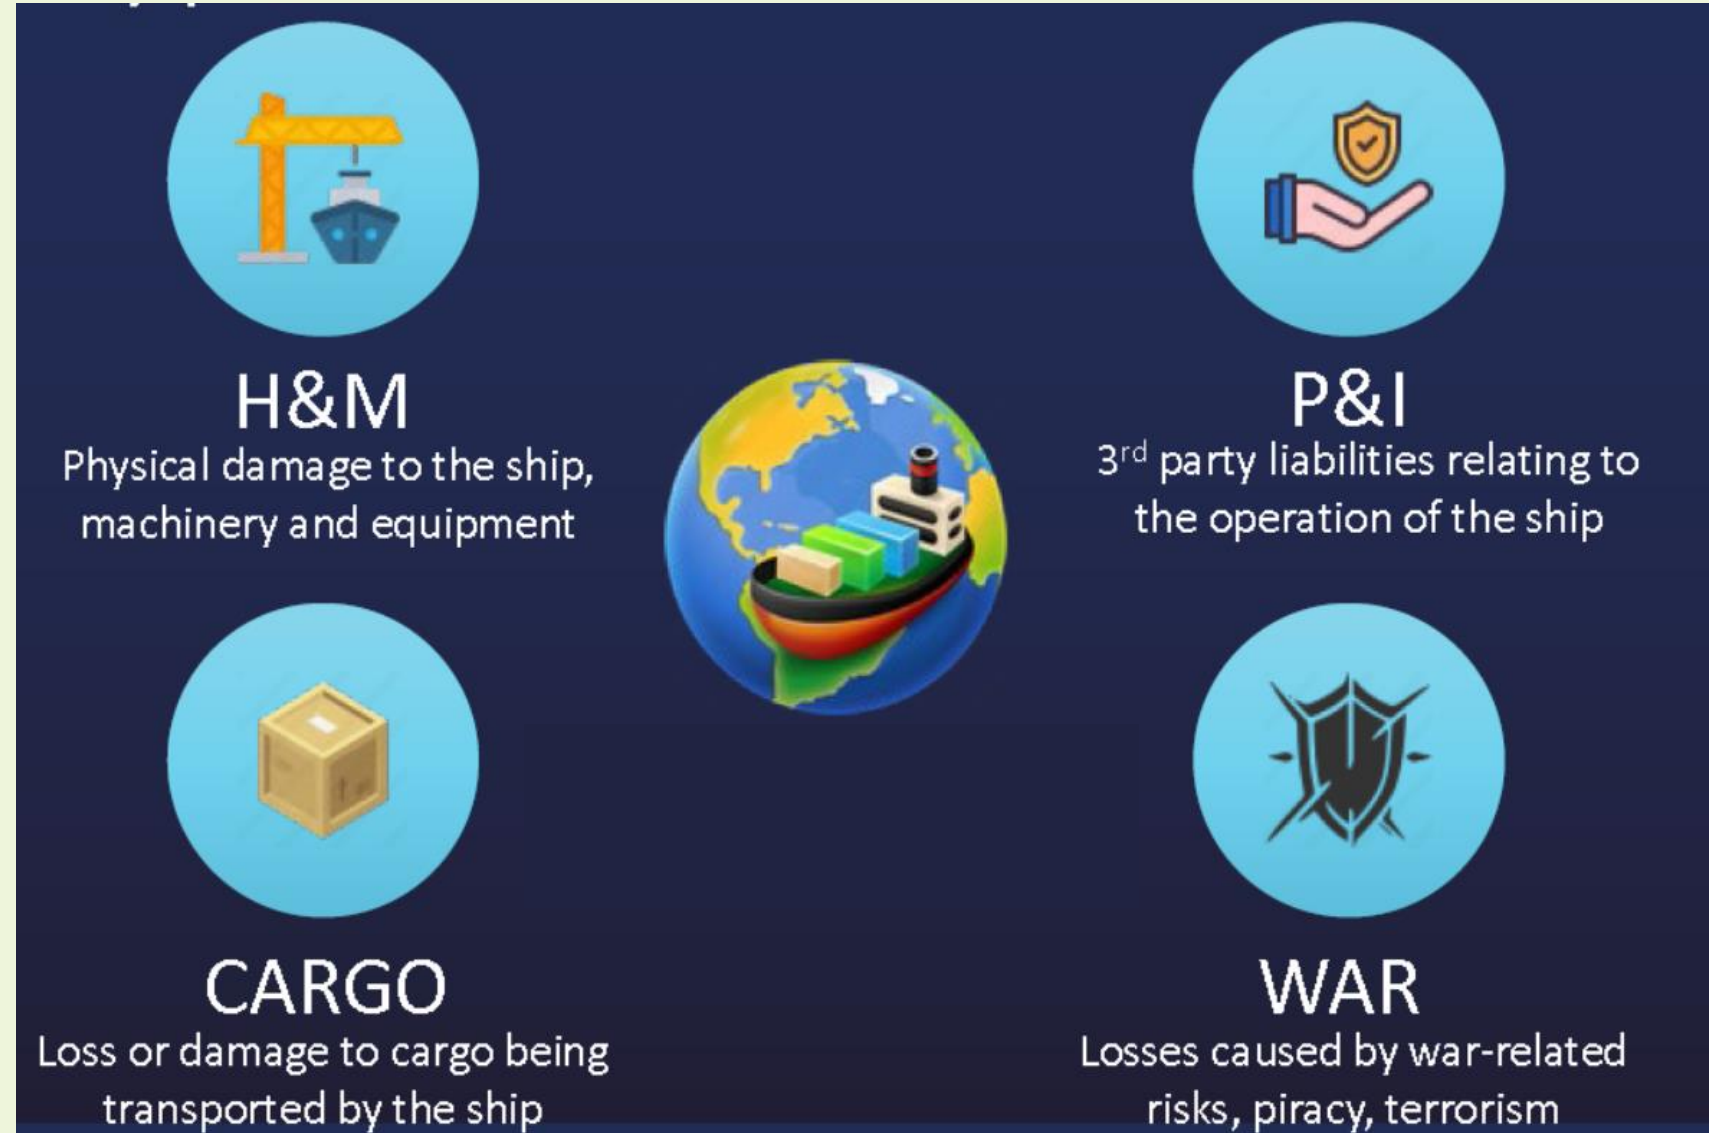 H&M
Physical damage to the ship,
machinery and equipment
P&I
3rd party liabilities relating to
the operation of the ship
CARGO
Loss or damage to cargo being
transported by the ship
WAR
Losses caused by war-related
risks, piracy, terrorism